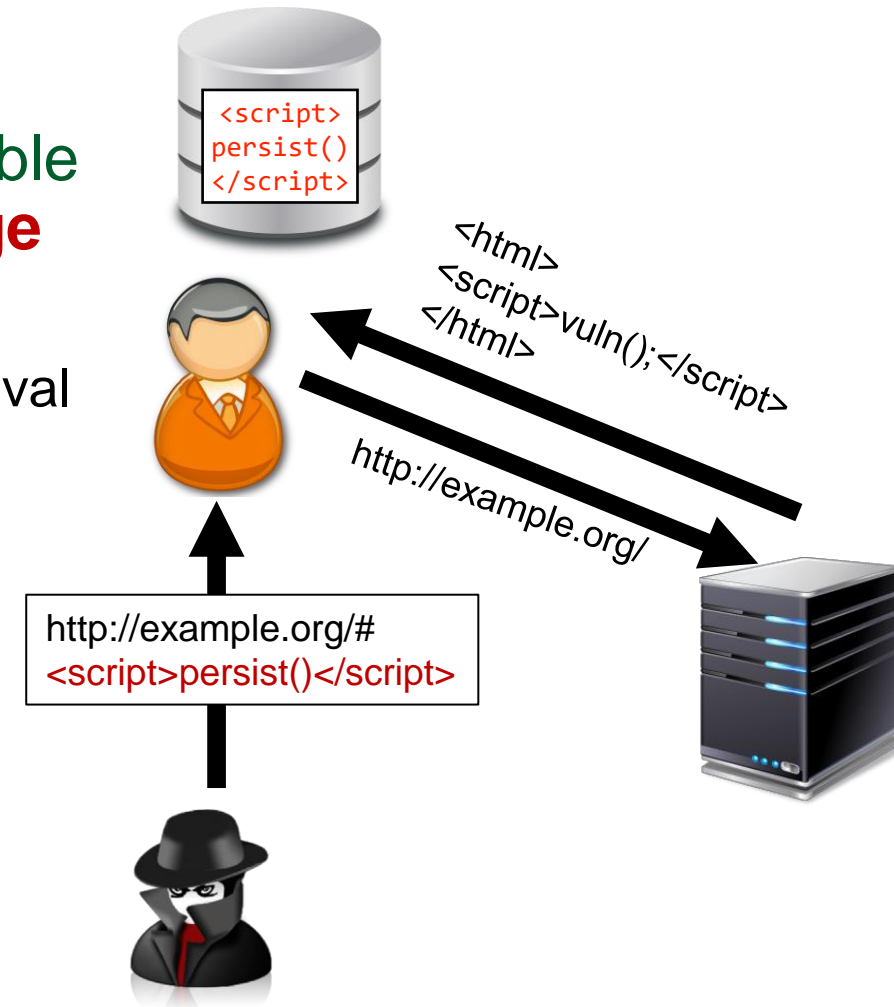 <script>
persist()
</script>
ble
ge
val
<html>
<script>vuln();</script>
</html>
http://example.org/
http://example.org/#
<script>persist()</script>